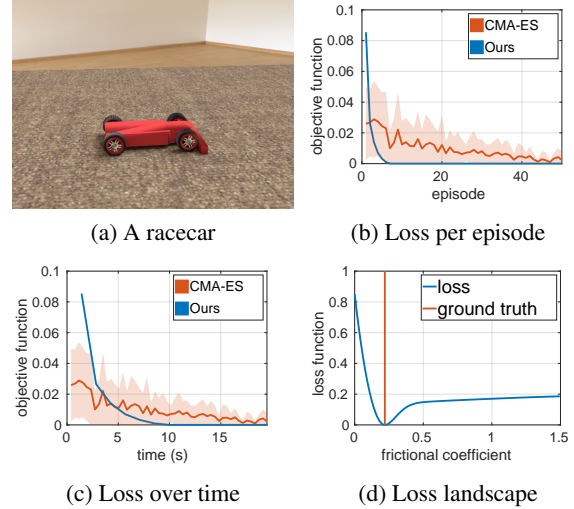 0.1
CMA-ES
0.08
Ours
0.06
0.04
0.02
0
0 20 40
objective function
episode
(a) A racecar
(b) Loss per episode
0.1
CMA-ES
0.08
Ours
0.06
0.04
0.02
0
0 5 10 15
objective function
time (s)
1
loss
0.8
ground truth
0.6
0.4
0.2
0
0 0.5 1 1.5
loss function
frictional coefficient
(c) Loss over time
(d) Loss landscape